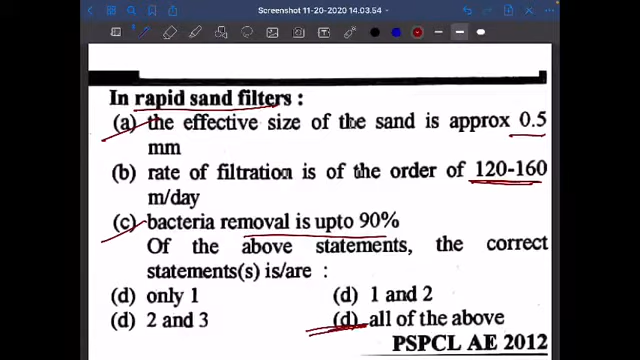 Screenshot 11-20-2020 14.03.54
In rapid sand filters :
(a) the effective size of the sand is approx 0.5
mm
(b) rate of filtration is of the order of 120-160
m/day
(c) bacteria removal is upto 90%
Of the above statements, the correct
statements(s) is/are :
(d) only 1 (d) 1 and 2
(d) 2 and 3 (d) all of the above
PSPCL AE 2012